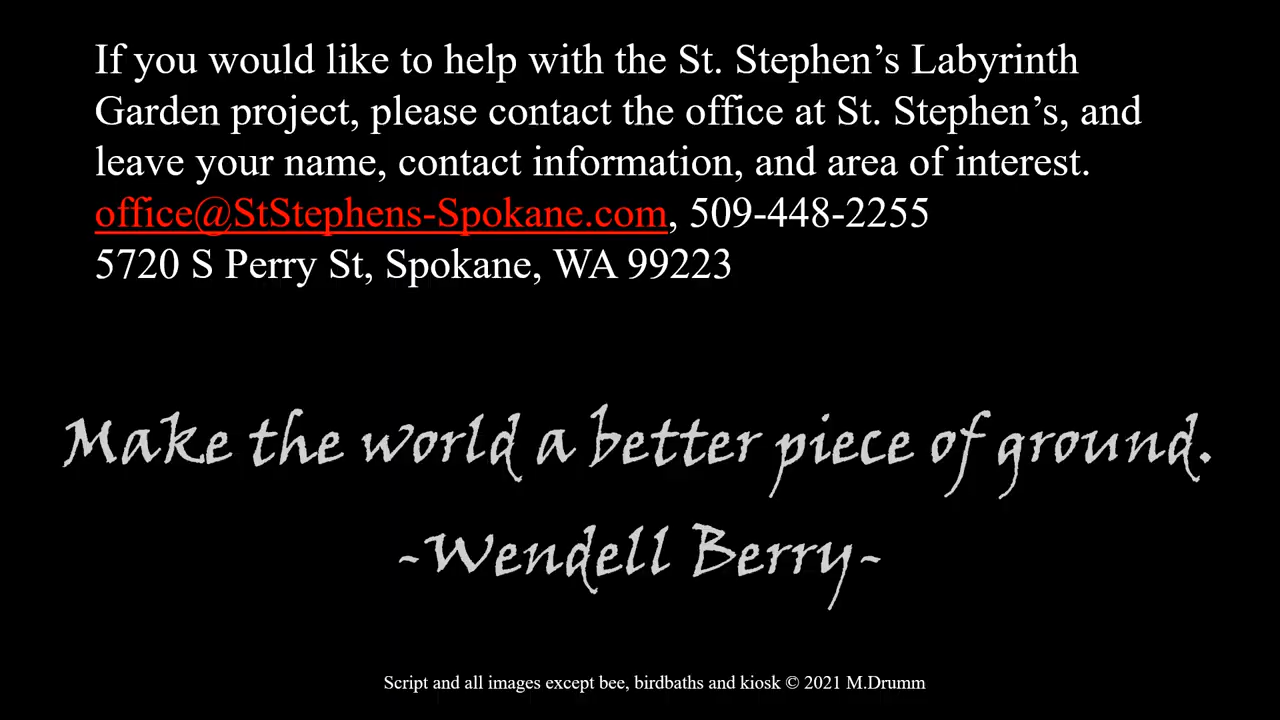 If you would like to help with the St. Stephen’s Labyrinth
Garden project, please contact the office at St. Stephen’s, and
leave your name, contact information, and area of interest.
office@StStephens-Spokane.com, 509-448-2255
5720 S Perry St, Spokane, WA 99223
Make the world a better piece of ground.
-Wendell Berry-
Script and all images except bee, birdbaths and kiosk © 2021 M.Drumm